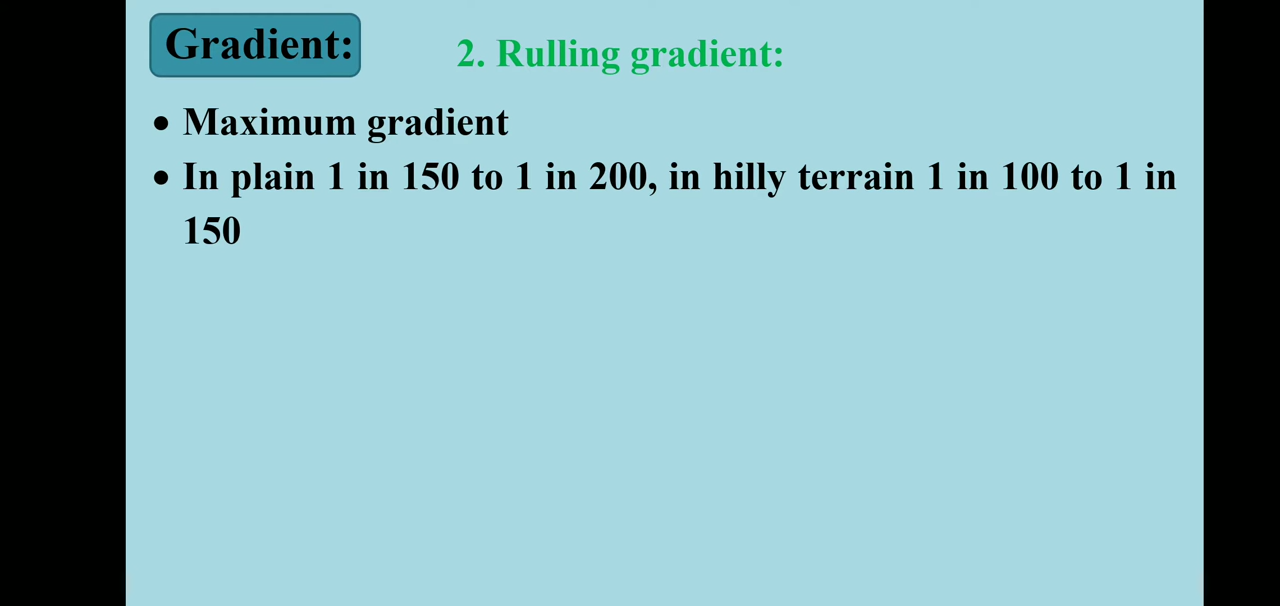 Gradient:
2. Rulling gradient:
• Maximum gradient
• In plain 1 in 150 to 1 in 200, in hilly terrain 1 in 100 to 1 in
150